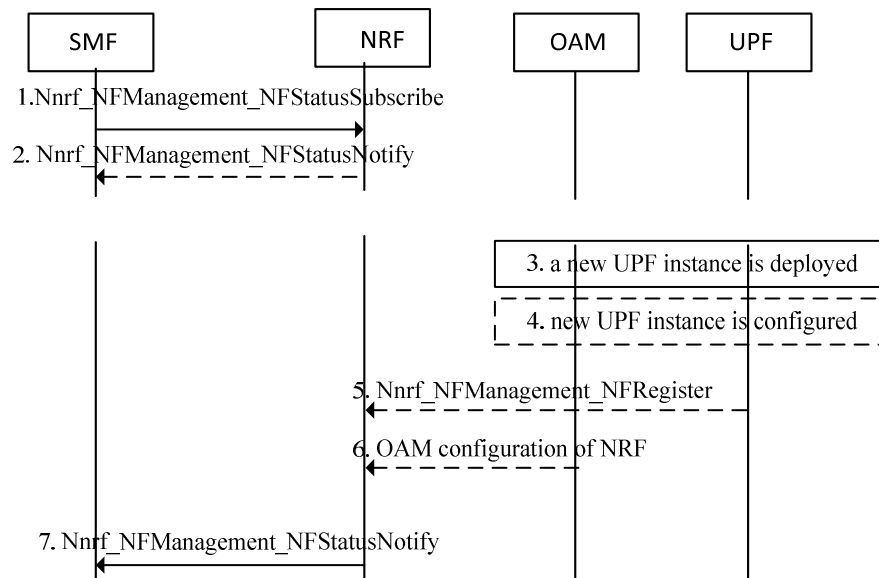 SMF
NRF
OAM
UPF
1.Nnrf_NFManagement_NFStatusSubscribe
2. Nnrf_NFManagement_NFStatusNotify
3. a new UPF instance is deployed
4. new UPF instance is configured
5. Nnrf_NFManagement_NFRegister
6. OAM configuration of NRF
7. Nnrf_NFManagement_NFStatusNotify